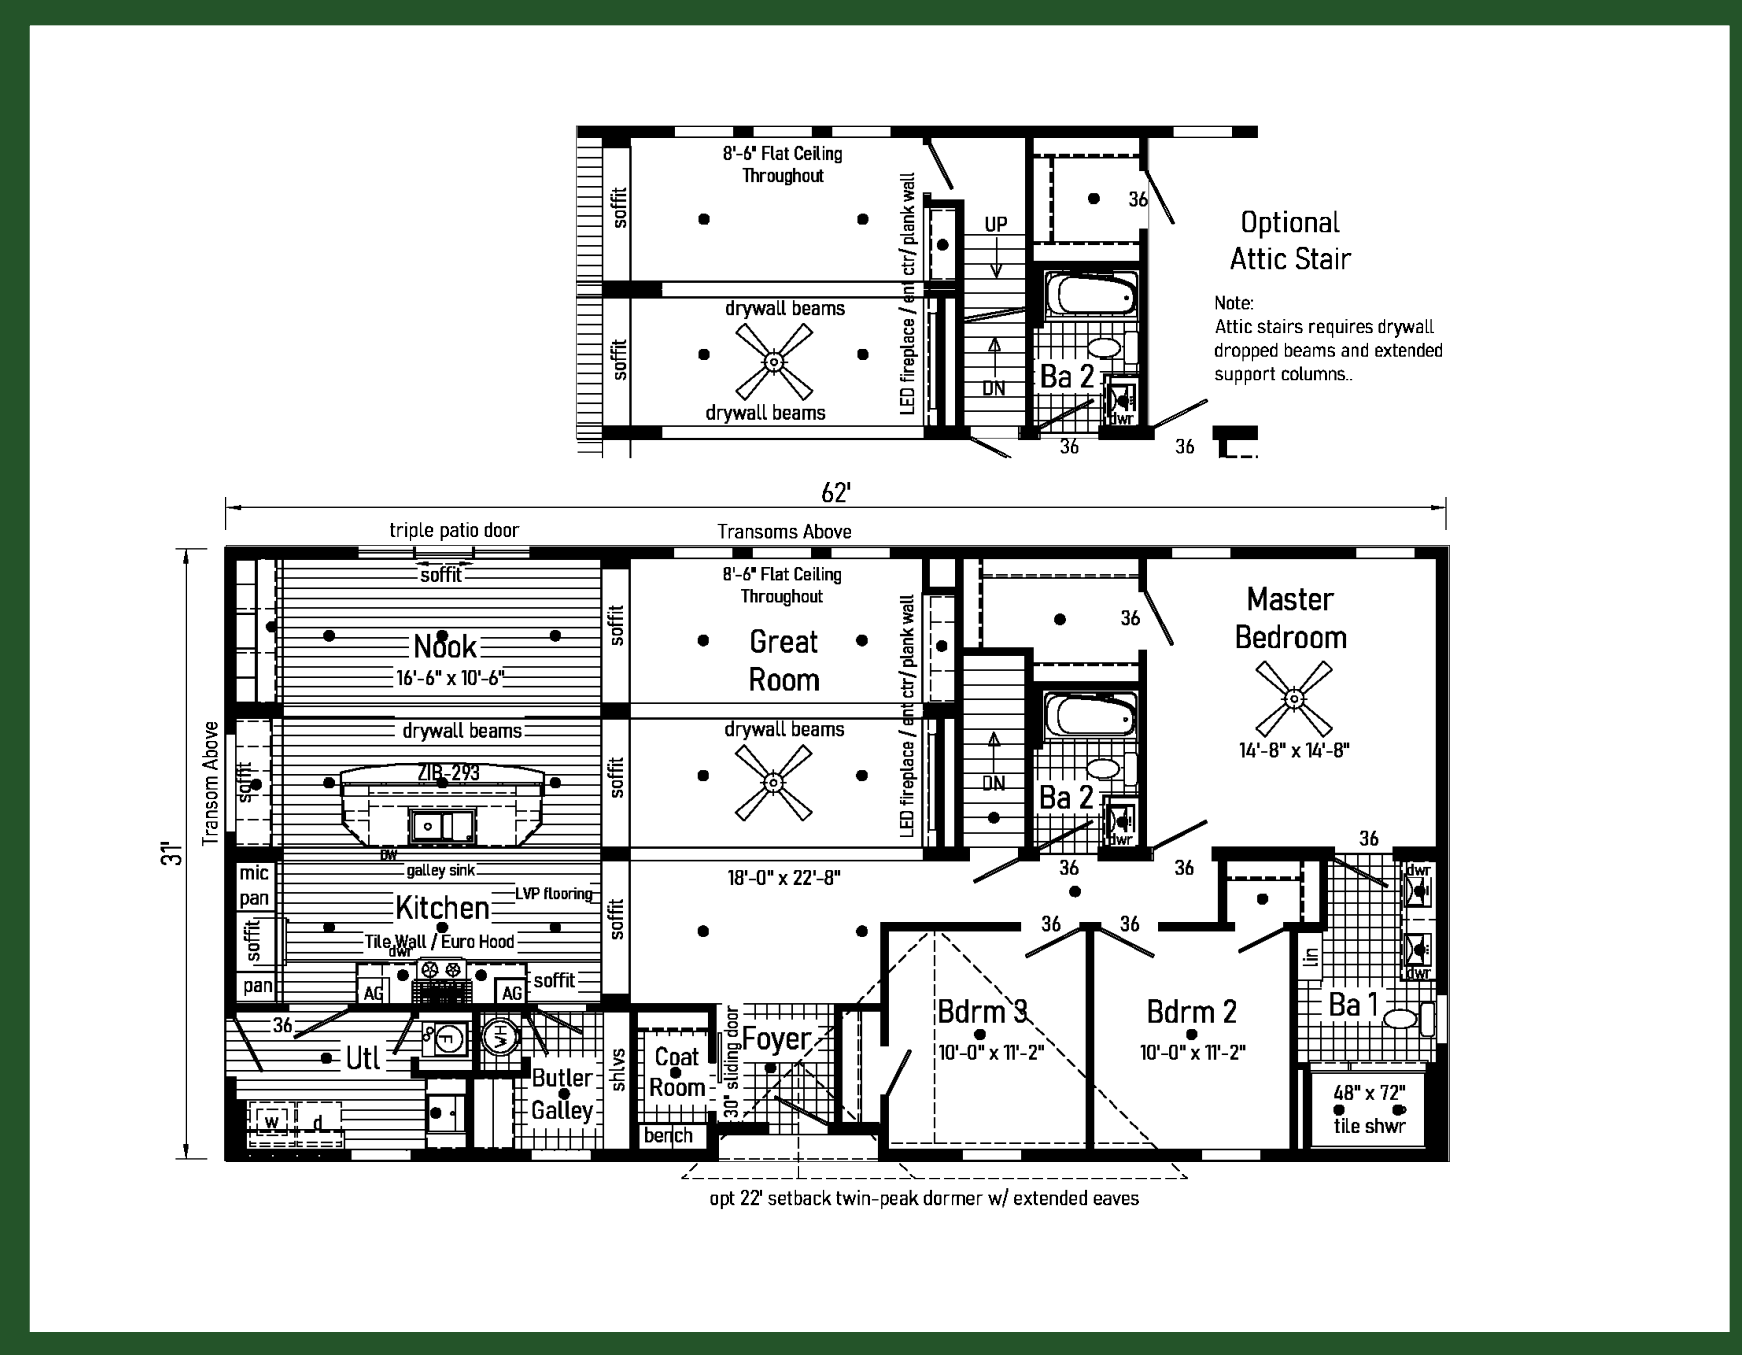 8'-6" Flat Ceiling
Throughout
soffit
LED fireplace / ent ctr/ plank wall
UP
36
Optional
Attic Stair
Note:
Attic stairs requires drywall
dropped beams and extended
support columns..
drywall beams
soffit
drywall beams
DN
Ba 2
dwr
36
36
62'
triple patio door
Transoms Above
soffit
8'-6" Flat Ceiling
Throughout
soffit
Nook
16'-6" x 10'-6"
Great
Room
LED fireplace / ent ctr/ plank wall
36
Master
Bedroom
14'-8" x 14'-8"
31'
Transom Above
soffit
drywall beams
ZIB-293
soffit
drywall beams
DN
Ba 2
dwr
36
DW
galley sink
mic
pan
LVP flooring
Kitchen
Tile Wall / Euro Hood
dwr
soffit
soffit
18'-0" x 22'-8"
36
36
36
36
dwr
dwr
lin
pan
AG
AG
soffit
Bdrm 3
10'-0" x 11'-2"
Bdrm 2
10'-0" x 11'-2"
Ba 1
36
Utl
F
WH
Butler
Galley
shlvs
Coat
Room
30" sliding door
Foyer
bench
w
d
48" x 72"
tile shwr
opt 22' setback twin-peak dormer w/ extended eaves